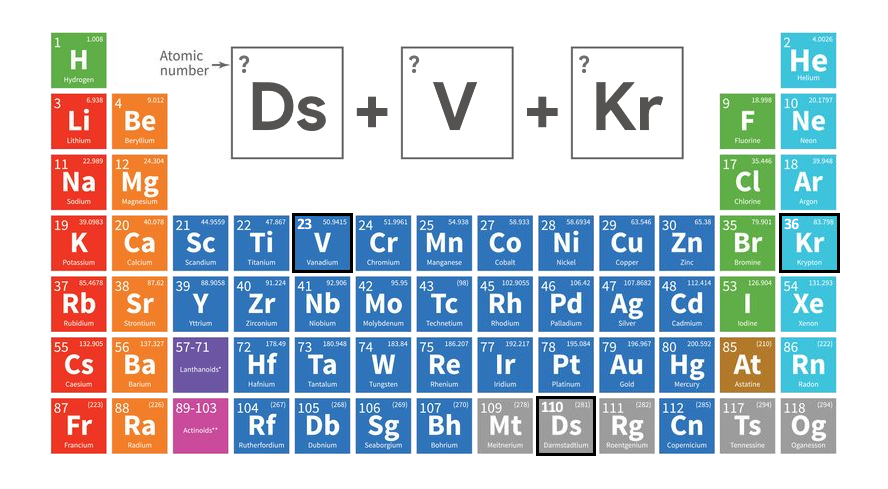 1 1.008
H
Hydrogen
Atomic
number
?
Ds
+
?
V
+
?
Kr
2 4.0026
He
Helium
3 6.938
Li
Lithium
4 9.012
Be
Beryllium
9 18.998
F
Fluorine
10 20.1797
Ne
Neon
11 22.989
Na
Sodium
12 24.304
Mg
Magnesium
17 35.446
Cl
Chlorine
18 39.948
Ar
Argon
19 39.0983
K
Potassium
20 40.078
Ca
Calcium
21 44.9559
Sc
Scandium
22 47.867
Ti
Titanium
23 50.9415
V
Vanadium
24 51.9961
Cr
Chromium
25 54.938
Mn
Manganese
27 58.933
Co
Cobalt
28 58.6934
Ni
Nickel
29 63.546
Cu
Copper
30 65.38
Zn
Zinc
35 79.901
Br
Bromine
36 83.798
Kr
Krypton
37 85.4678
Rb
Rubidium
38 87.62
Sr
Strontium
39 88.9058
Y
Yttrium
40 91.224
Zr
Zirconium
41 92.906
Nb
Niobium
42 95.95
Mo
Molybdenum
43 (98)
Tc
Technetium
45 102.9055
Rh
Rhodium
46 106.42
Pd
Palladium
47 107.8682
Ag
Silver
48 112.414
Cd
Cadmium
53 126.904
I
Iodine
54 131.293
Xe
Xenon
55 132.905
Cs
Caesium
56 137.327
Ba
Barium
57-71
Lanthanoids*
72 178.49
Hf
Hafnium
73 180.948
Ta
Tantalum
74 183.84
W
Tungsten
75 186.207
Re
Rhenium
77 192.217
Ir
Iridium
78 195.084
Pt
Platinum
79 196.967
Au
Gold
80 200.592
Hg
Mercury
85 (210)
At
Astatine
86 (222)
Rn
Radon
87 (223)
Fr
Francium
88 (226)
Ra
Radium
89-103
Actinoids**
104 (267)
Rf
Rutherfordium
105 (268)
Db
Dubnium
106 (269)
Sg
Seaborgium
107 (270)
Bh
Bohrium
109 (278)
Mt
Meitnerium
110 (281)
Ds
Darmstadtium
111 (282)
Rg
Roentgenium
112 (285)
Cn
Copernicium
117 (294)
Ts
Tennessine
118 (294)
Og
Oganesson